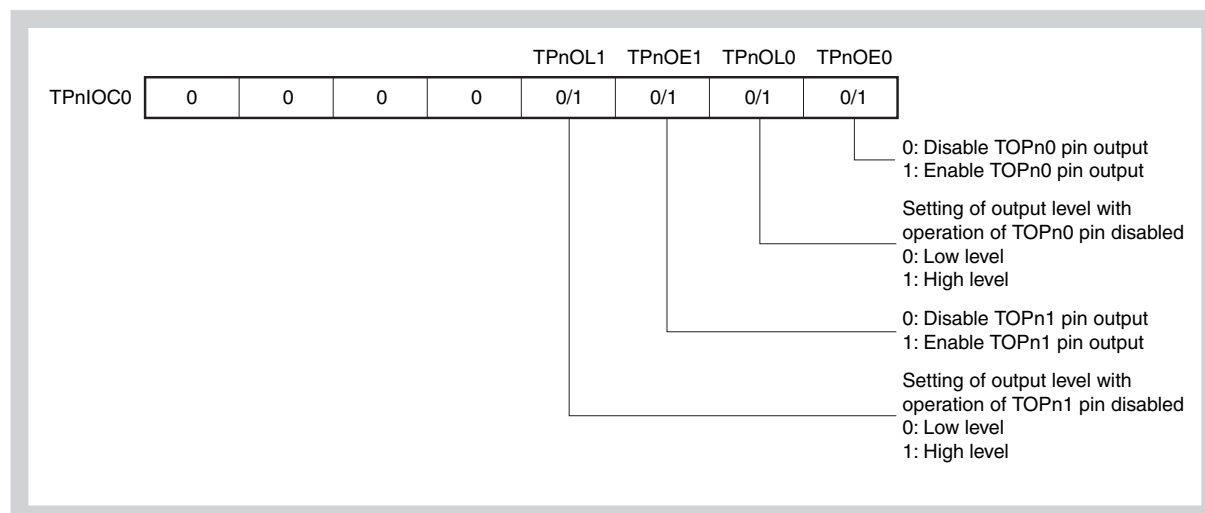 TPnOL1 TPnOE1 TPnOL0 TPnOE0
TPnIOC0 0 0 0 0 0/1 0/1 0/1 0/1
0: Disable TOPn0 pin output
1: Enable TOPn0 pin output
Setting of output level with
operation of TOPn0 pin disabled
0: Low level
1: High level
0: Disable TOPn1 pin output
1: Enable TOPn1 pin output
Setting of output level with
operation of TOPn1 pin disabled
0: Low level
1: High level